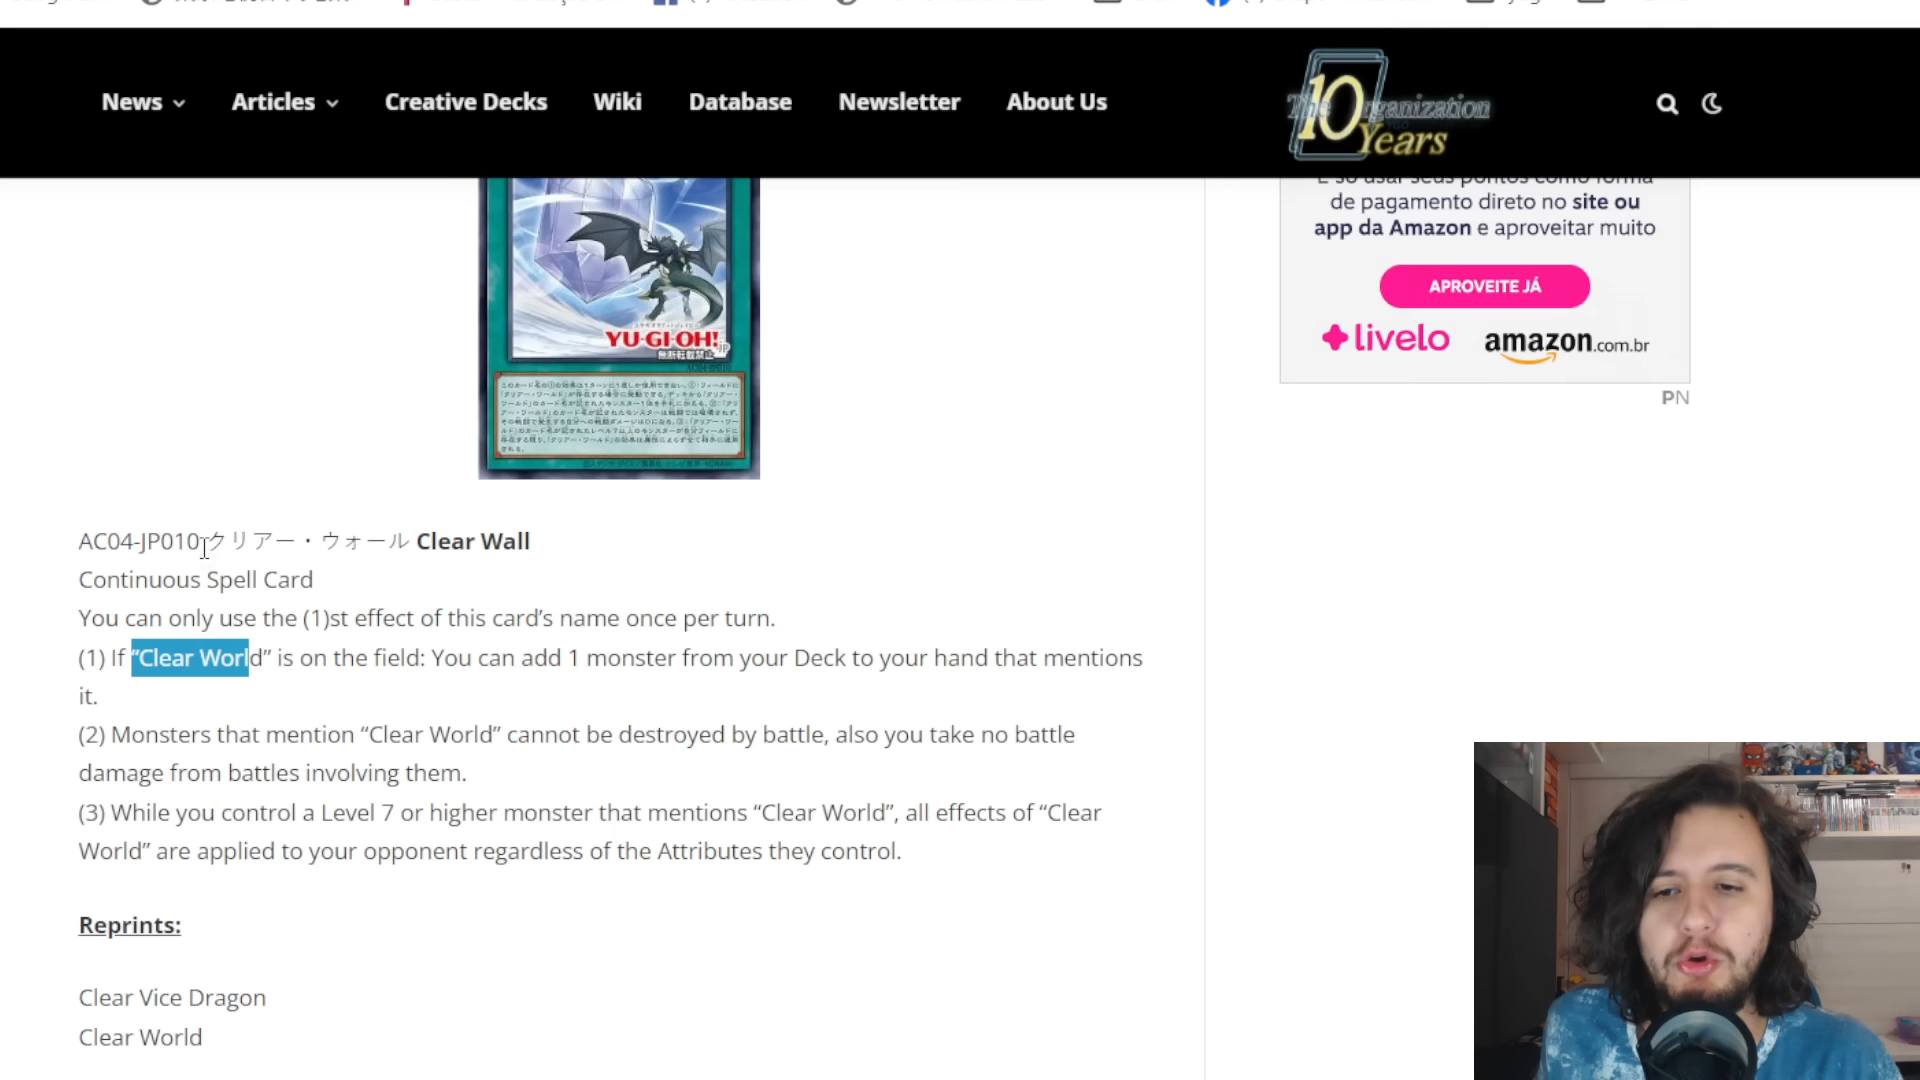 News
Articles
Creative Decks
Wiki
Database
Newsletter
About Us
The Organization
10 Years
de pagamento direto no site ou
app da Amazon e aproveitar muito
APROVEITE JÁ
livelo
amazon.com.br
PN
YU-GI-OH!
無断転載禁止
AC04-JP010 クリアー・ウォール Clear Wall
Continuous Spell Card
You can only use the (1)st effect of this card’s name once per turn.
(1) If “Clear World” is on the field: You can add 1 monster from your Deck to your hand that mentions
it.
(2) Monsters that mention “Clear World” cannot be destroyed by battle, also you take no battle
damage from battles involving them.
(3) While you control a Level 7 or higher monster that mentions “Clear World”, all effects of “Clear
World” are applied to your opponent regardless of the Attributes they control.
Reprints:
Clear Vice Dragon
Clear World